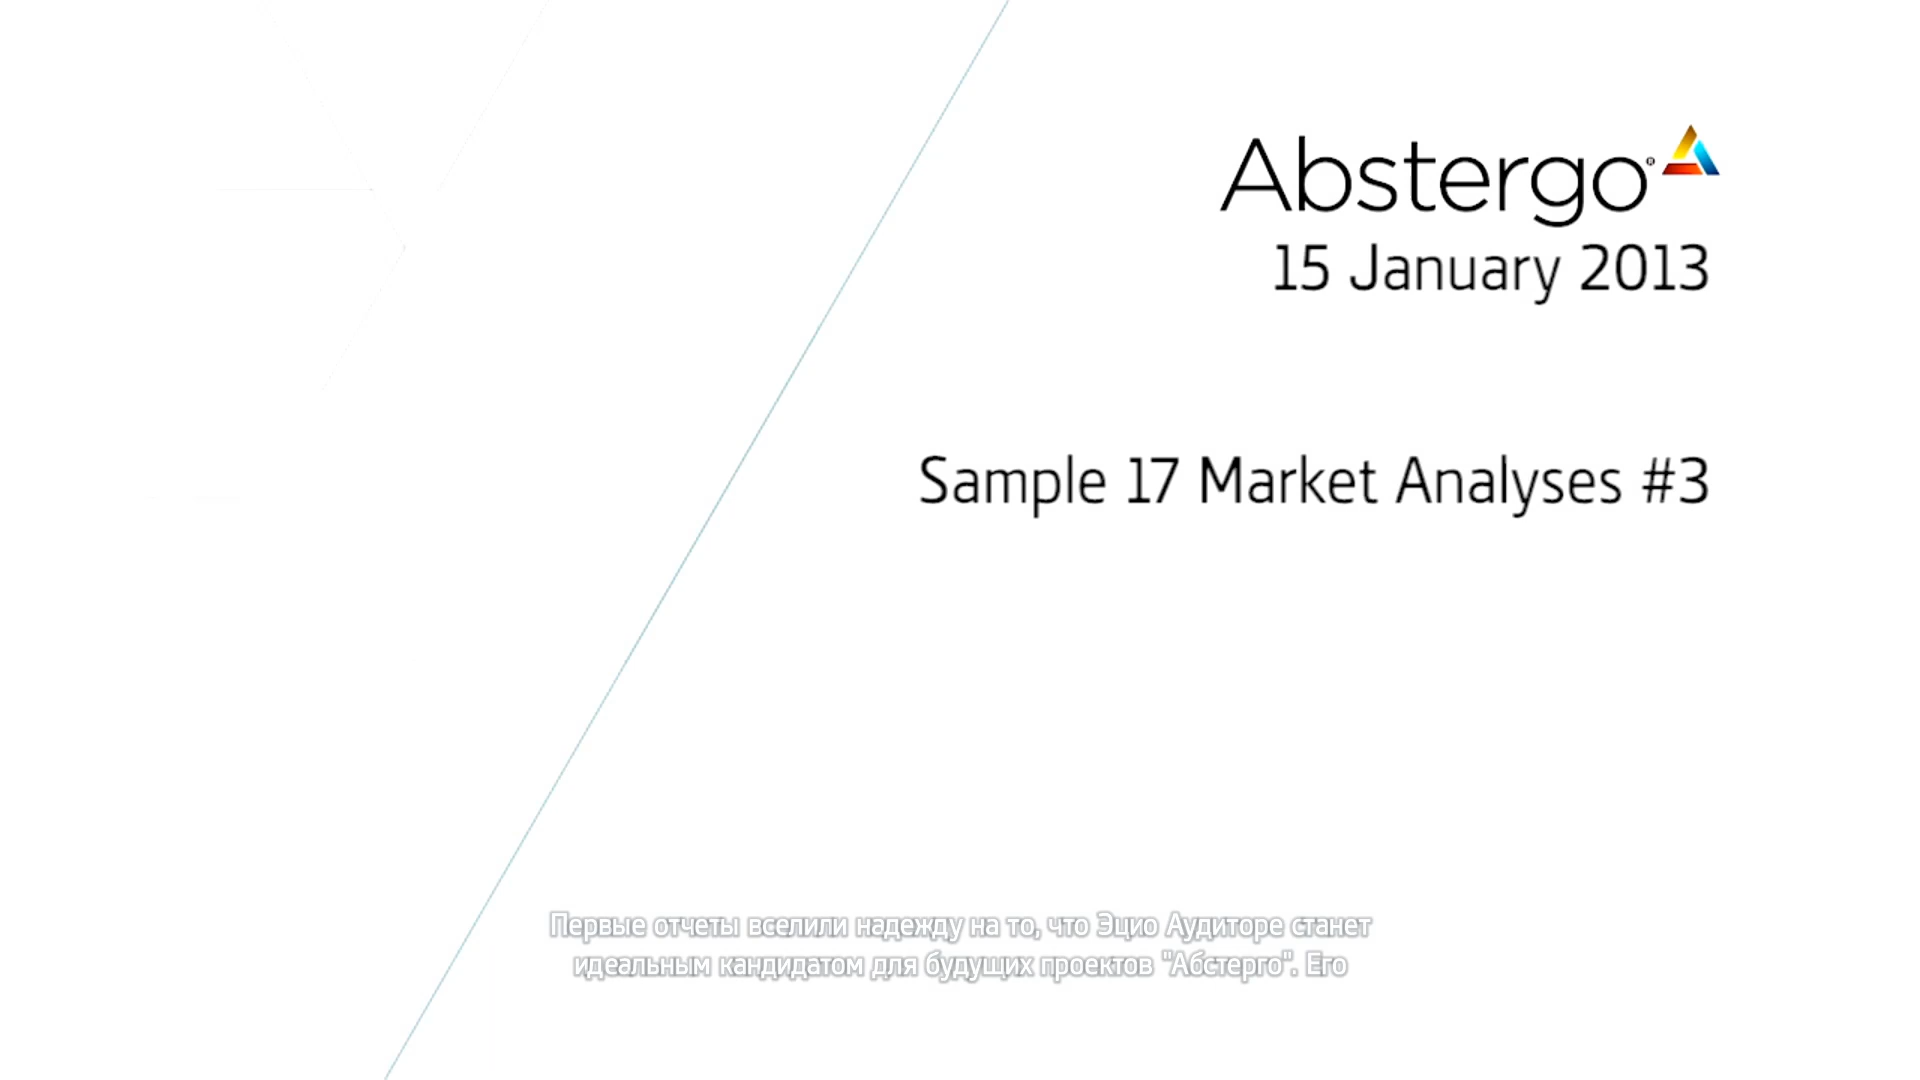 Abstergo®
15 January 2013
Sample 17 Market Analyses #3
Первые отчеты вселили надежду на то, что Эцио Аудиторе станет
идеальным кандидатом для будущих проектов "Абстерго". Его